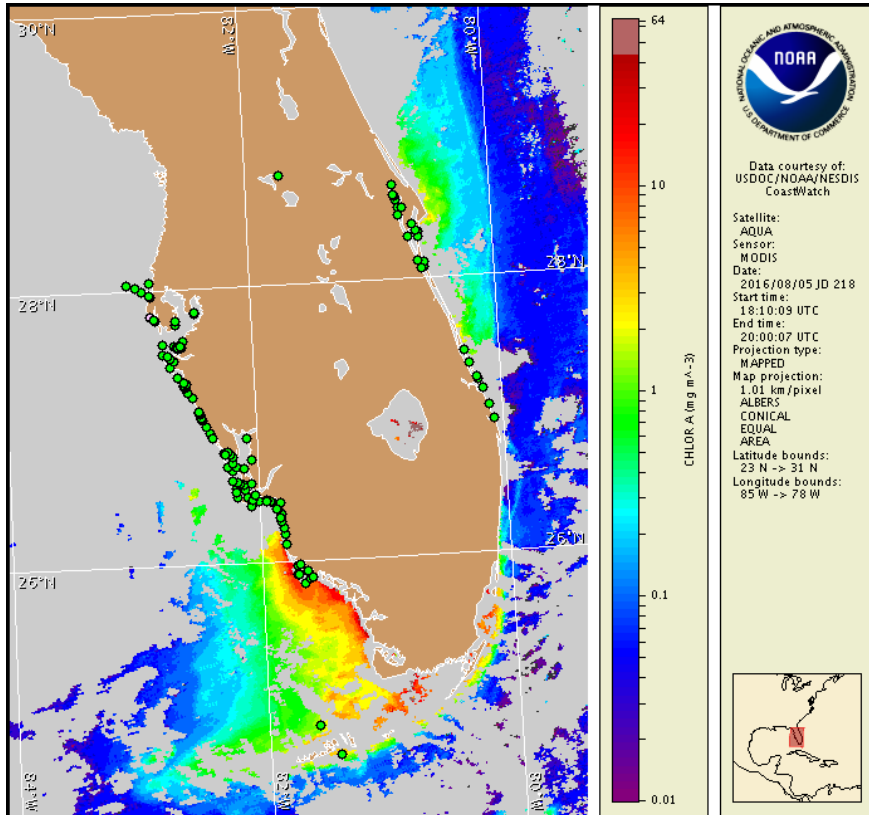 30°N
82°W
80°W
28°N
28°N
26°N
26°N
84°W
82°W
80°W
64
10
1
0.1
0.01
CHLOR A (mg m^-3)
NATIONAL OCEANIC AND ATMOSPHERIC ADMINISTRATION
NOAA
U.S. DEPARTMENT OF COMMERCE
Data courtesy of:
USDOC/NOAA/NESDIS
CoastWatch
Satellite:
AQUA
Sensor:
MODIS
Date:
2016/08/05 JD 218
Start time:
18:10:09 UTC
End time:
20:00:07 UTC
Projection type:
MAPPED
Map projection:
1.01 km/pixel
ALBERS
CONICAL
EQUAL
AREA
Latitude bounds:
23 N -> 31 N
Longitude bounds:
85 W -> 78 W